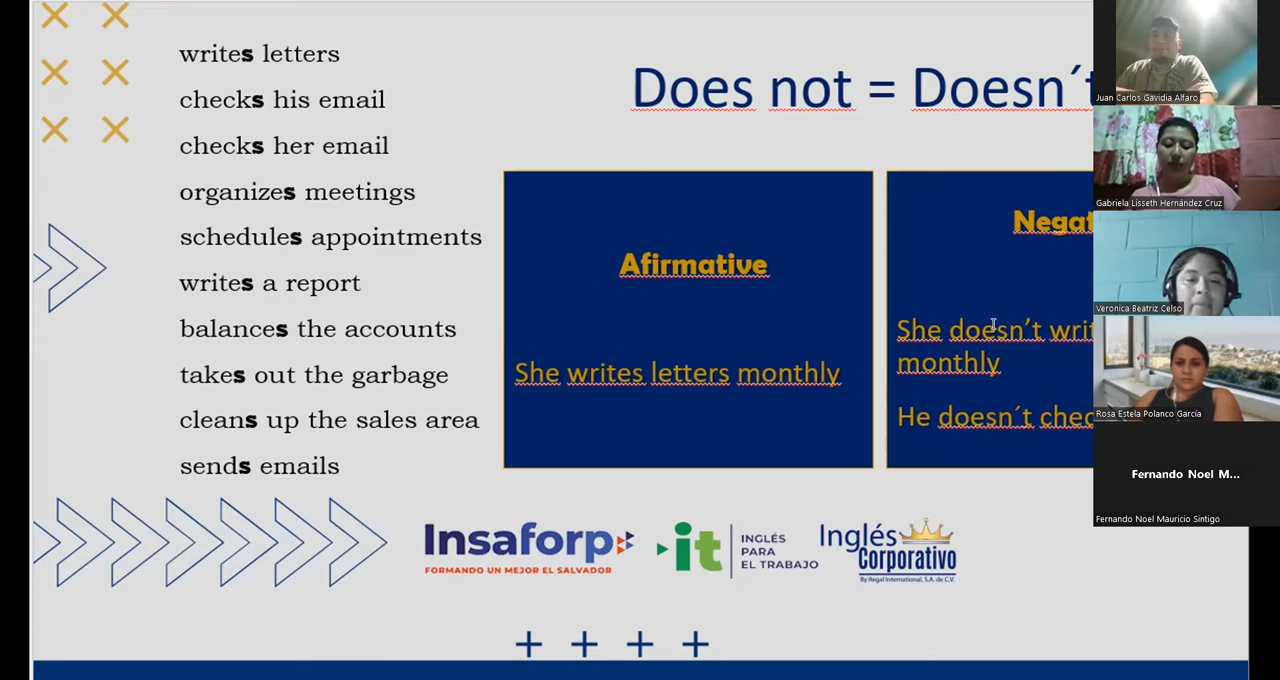 writes letters
checks his email
checks her email
organizes meetings
schedules appointments
writes a report
balances the accounts
takes out the garbage
cleans up the sales area
sends emails
Does not = Doesn´t
Afirmative
She writes letters monthly
She doesn’t
monthly
He doesn´t
Insaforp
FORMANDO UN MEJOR EL SALVADOR
it
INGLÉS
PARA
EL TRABAJO
Inglés
Corporativo
By Regal International, S.A. de C.V.
Juan Carlos Gavidia Alfaro
Gabriela Lisseth Hernández Cruz
Veronica Beatriz Celso
Rosa Estela Polanco García
Fernando Noel M...
Fernando Noel Mauricio Sintigo